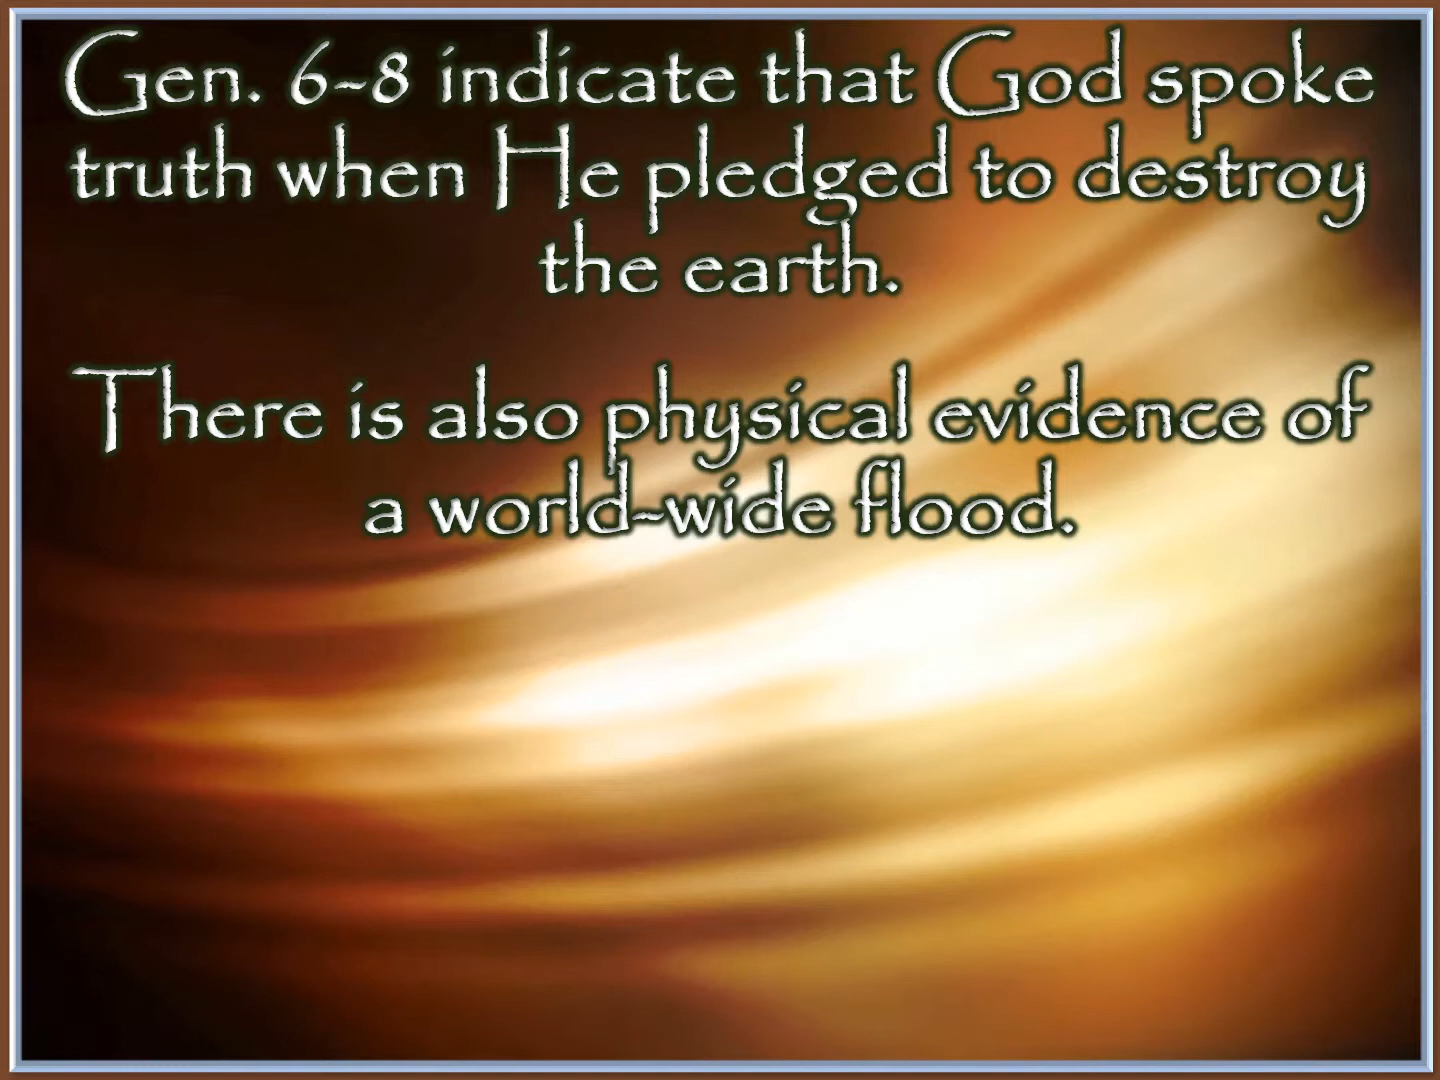 Gen. 6-8 indicate that God spoke
truth when He pledged to destroy
the earth.
There is also physical evidence of
a world-wide flood.